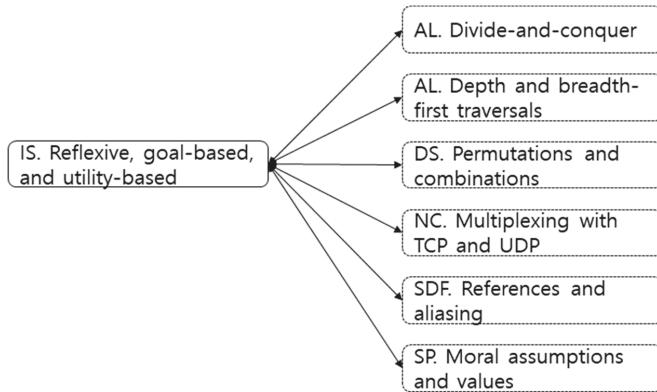 AL. Divide-and-conquer
AL. Depth and breadth-
first traversals
IS. Reflexive, goal-based,
and utility-based
DS. Permutations and
combinations
NC. Multiplexing with
TCP and UDP
SDF. References and
aliasing
SP. Moral assumptions
and values